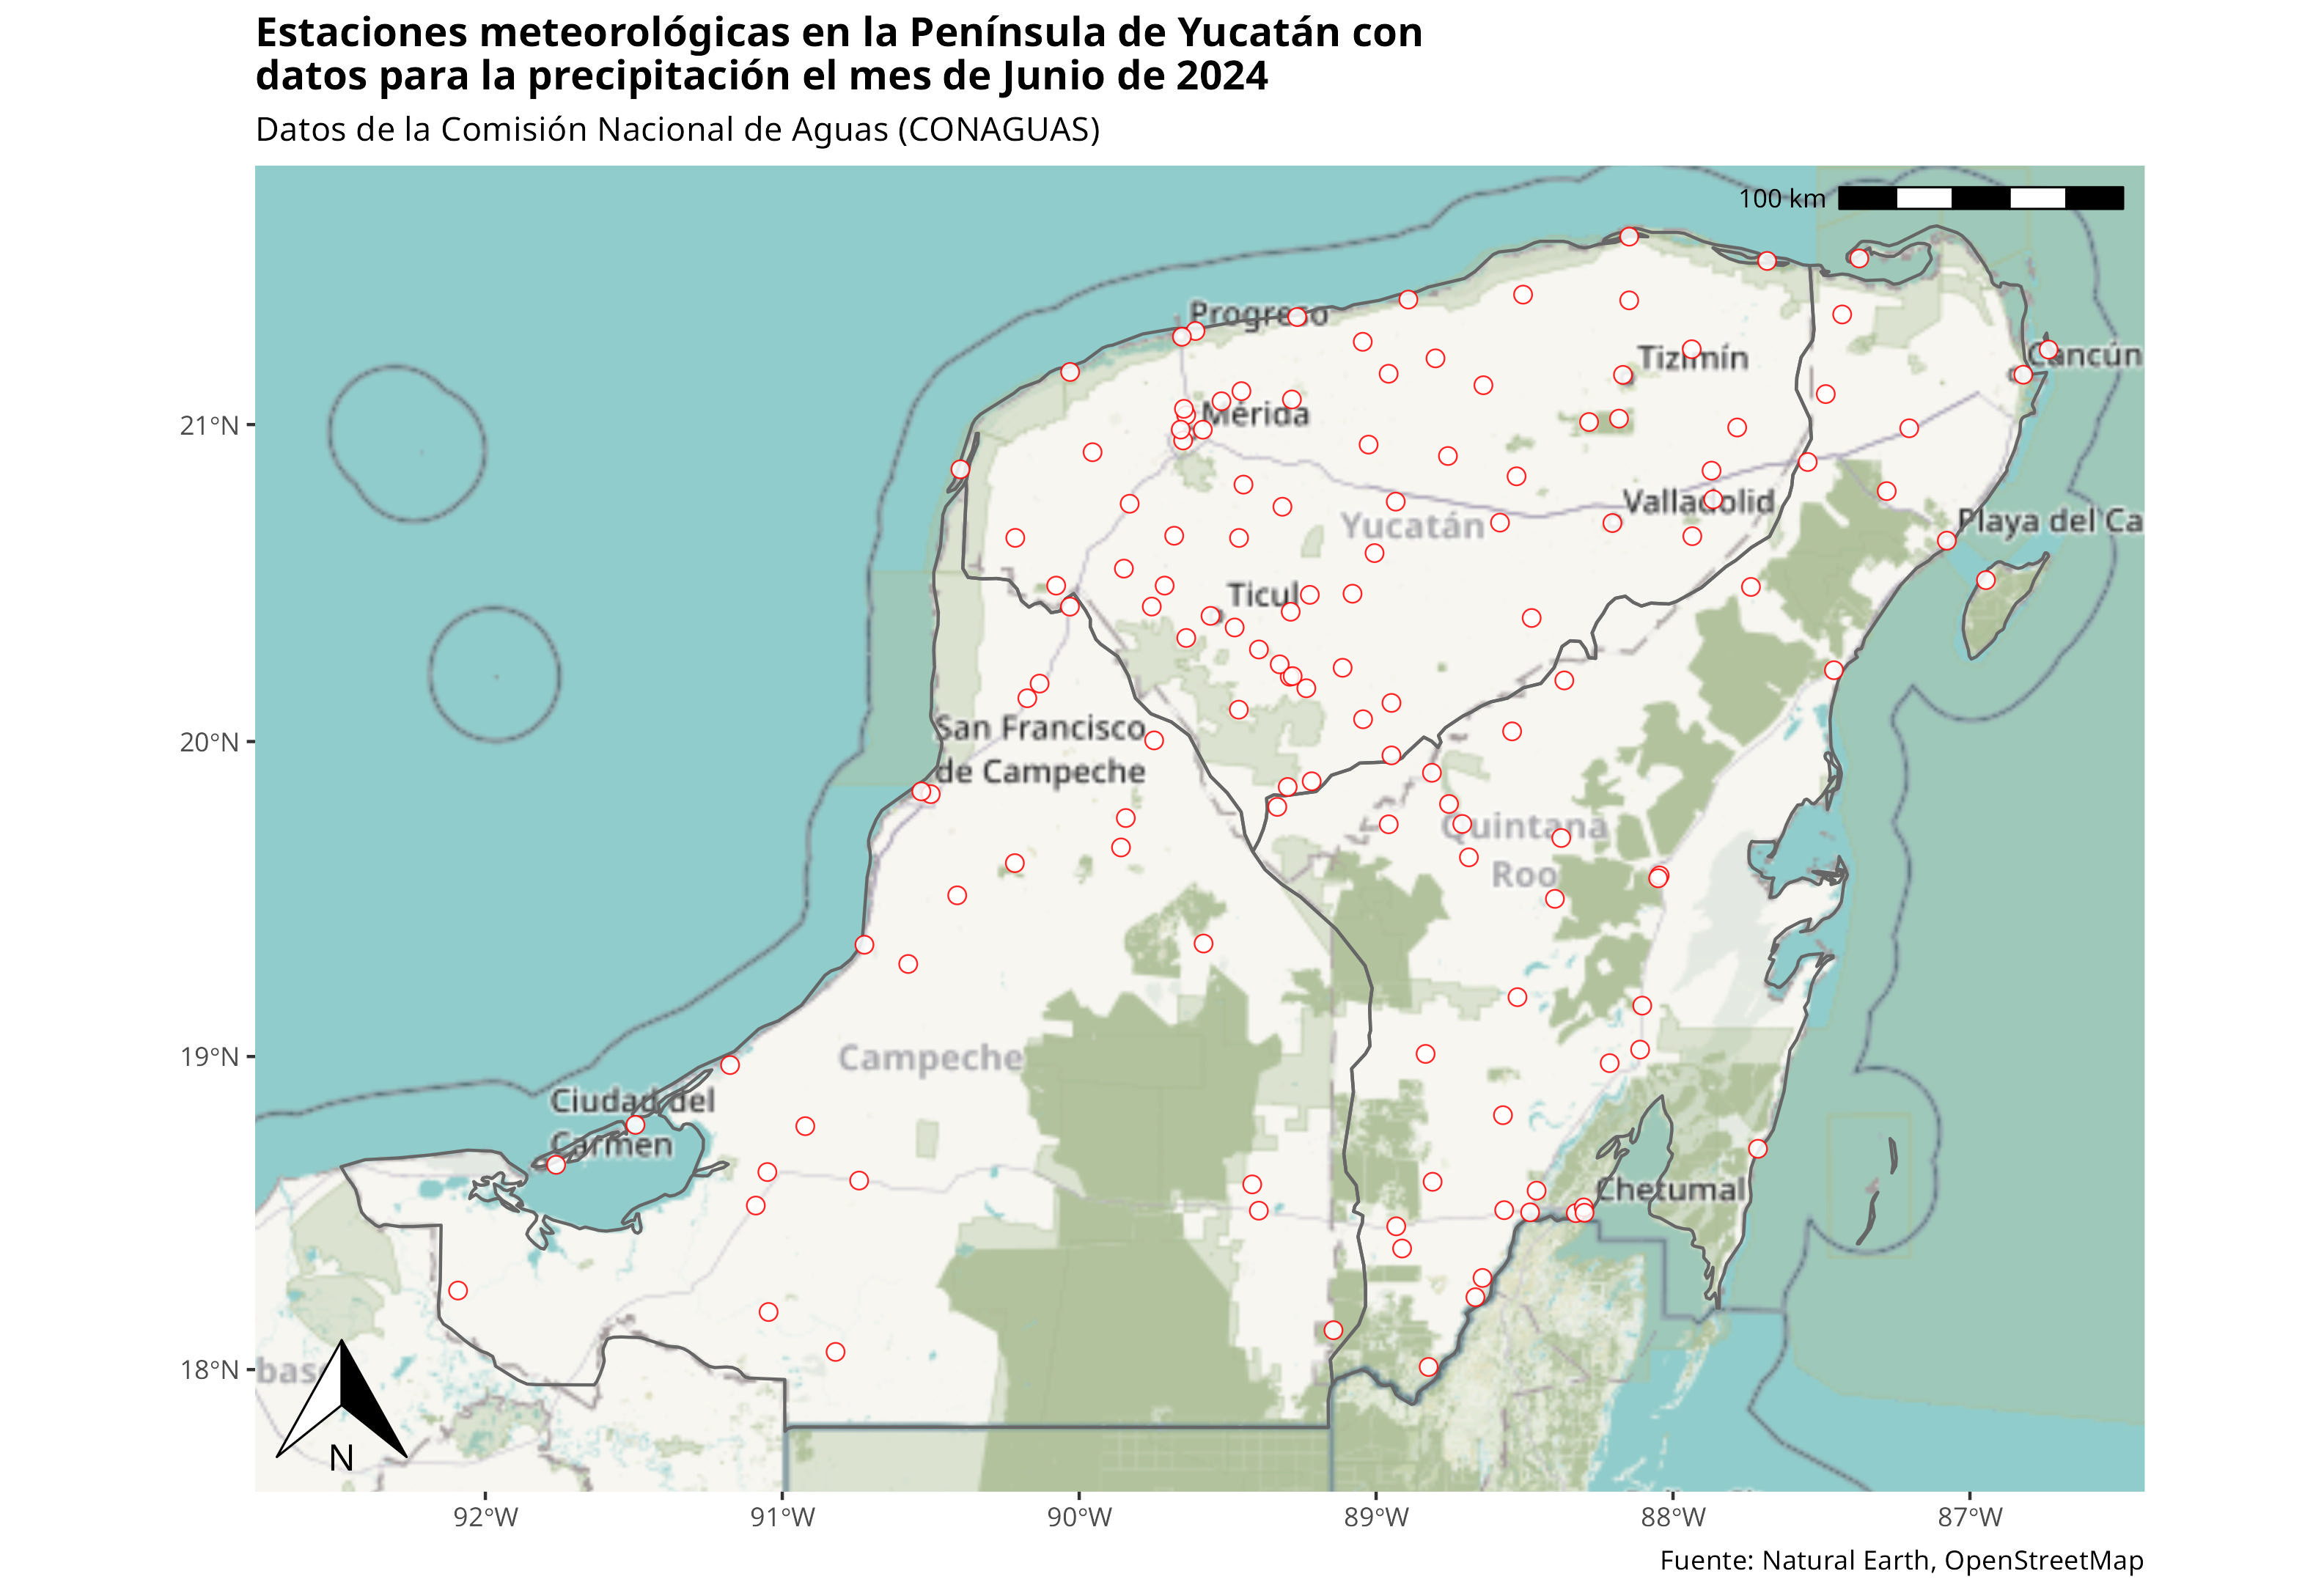 Estaciones meteorológicas en la Península de Yucatán con
datos para la precipitación el mes de Junio de 2024
Datos de la Comisión Nacional de Aguas (CONAGUAS)
100 km
Progreso
Tizimín
Cancún
21°N
Mérida
Valladolid
Yucatán
Playa del Ca
Ticul
20°N
San Francisco
de Campeche
Quintana
Roo
19°N
Campeche
Ciudad del
Carmen
Chetumal
18°N
bas
N
92°W
91°W
90°W
89°W
88°W
87°W
Fuente: Natural Earth, OpenStreetMap